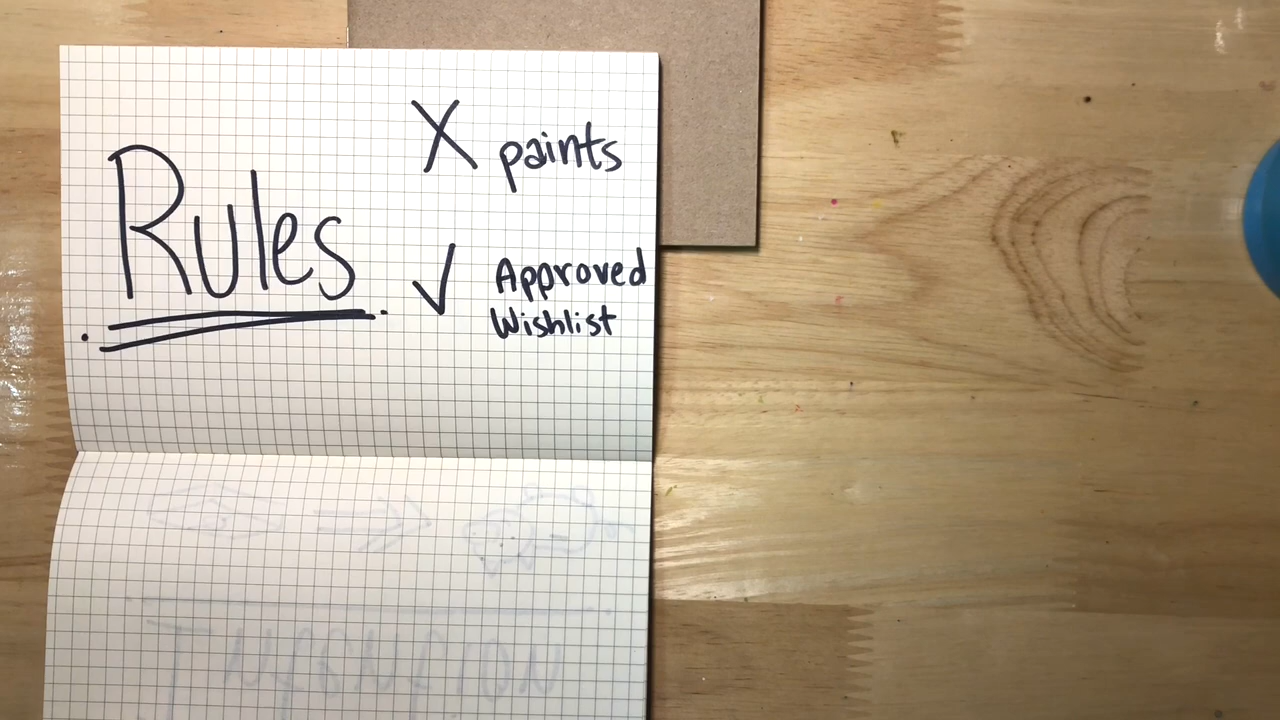 Rules
X paints
✓ Approved
Wishlist